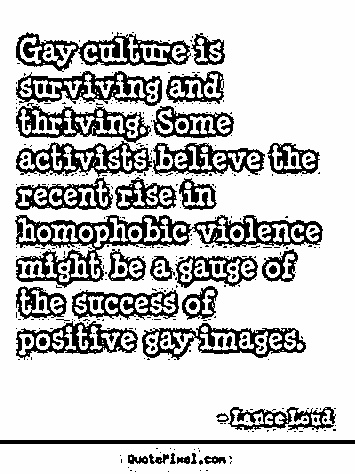 Gay culture is
surviving and
thriving. Some
activists believe the
recent rise in
homophobic violence
might be a gauge of
the success of
positive gay images.
- Lance Loud
QuotePixel.com